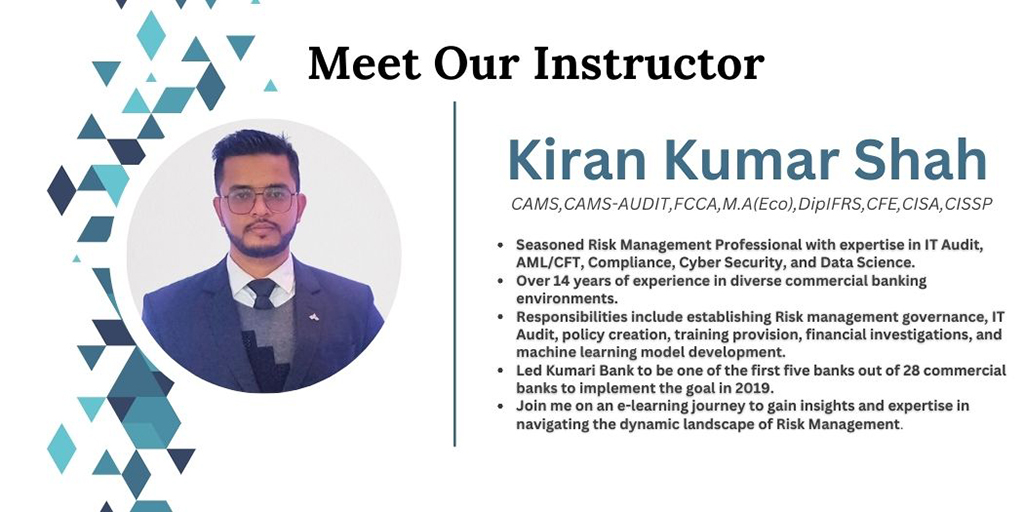 Meet Our Instructor
Kiran Kumar Shah
CAMS,CAMS-AUDIT,FCCA,M.A(Eco),DipIFRS,CFE,CISA,CISSP
• Seasoned Risk Management Professional with expertise in IT Audit,
AML/CFT, Compliance, Cyber Security, and Data Science.
• Over 14 years of experience in diverse commercial banking
environments.
• Responsibilities include establishing Risk management governance, IT
Audit, policy creation, training provision, financial investigations, and
machine learning model development.
• Led Kumari Bank to be one of the first five banks out of 28 commercial
banks to implement the goal in 2019.
• Join me on an e-learning journey to gain insights and expertise in
navigating the dynamic landscape of Risk Management.